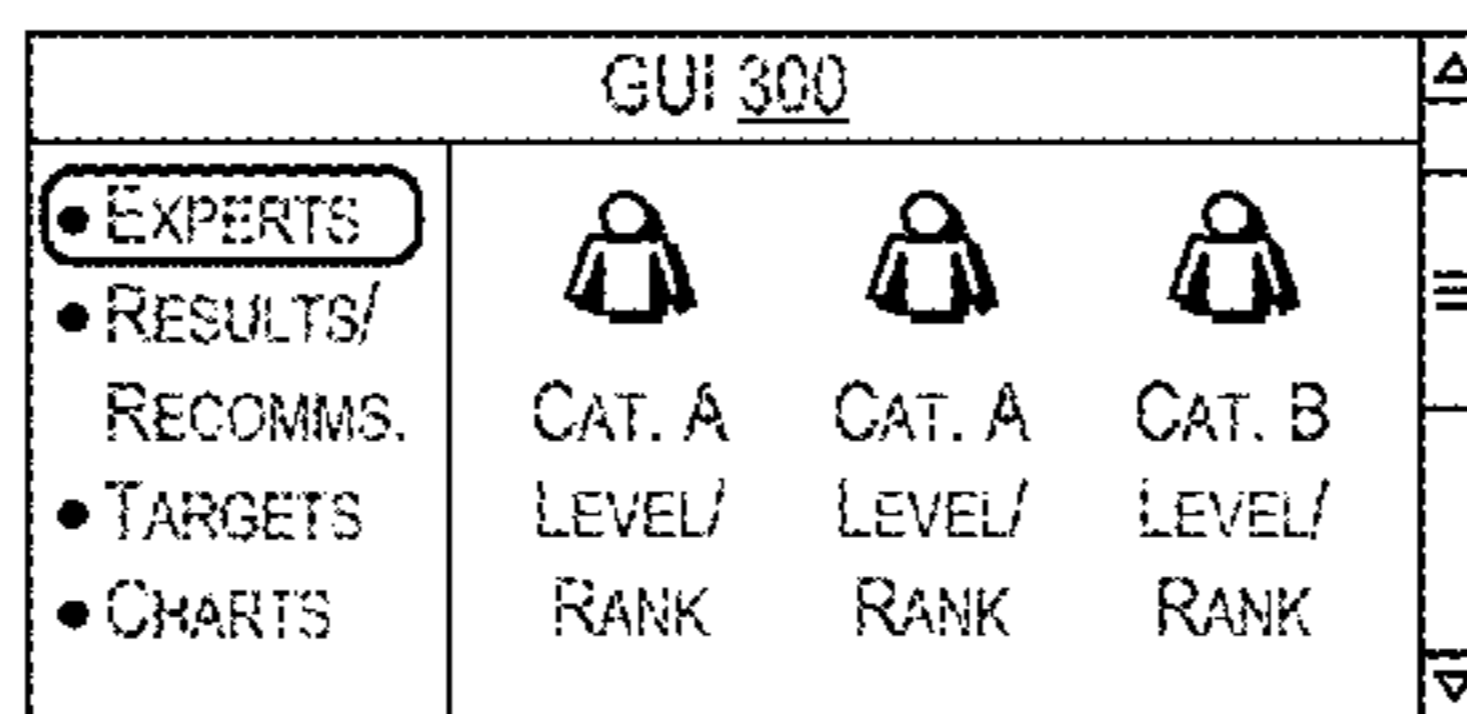 GUI 300
• EXPERTS
• RESULTS/
RECOMMS.
• TARGETS
• CHARTS
CAT. A CAT. A CAT. B
LEVEL/ LEVEL/ LEVEL/
RANK RANK RANK